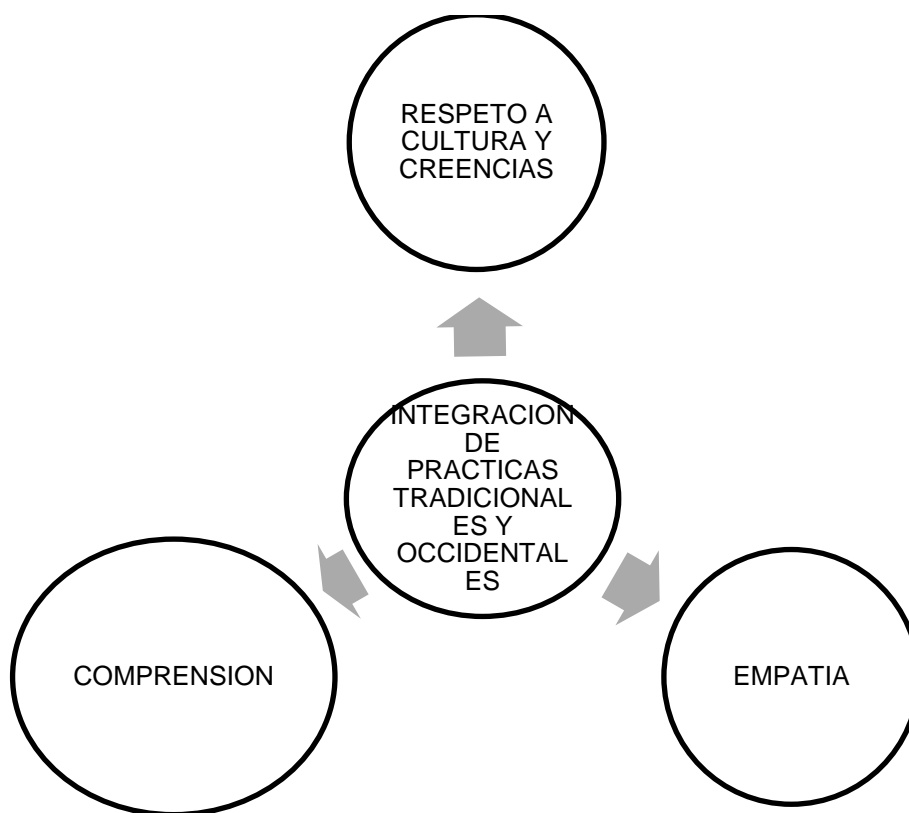 RESPETO A
CULTURA Y
CREENCIAS
INTEGRACION
DE
PRACTICAS
TRADICIONAL
ES Y
OCCIDENTAL
ES
COMPRENSION
EMPATIA